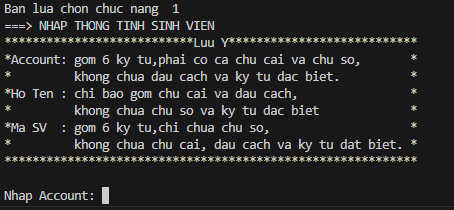 Ban lua chon chuc nang  1
===> NHAP THONG TINH SINH VIEN
***************************Luu Y***************************
*Account: gom 6 ky tu,phai co ca chu cai va chu so,       *
*         khong chua dau cach va ky tu dac biet.          *
*Ho Ten : chi bao gom chu cai va dau cach,                *
*         khong chua chu so va ky tu dac biet             *
*Ma SV  : gom 6 ky tu,chi chua chu so,                    *
*         khong chua chu cai, dau cach va ky tu dat biet. *
***********************************************************
Nhap Account: